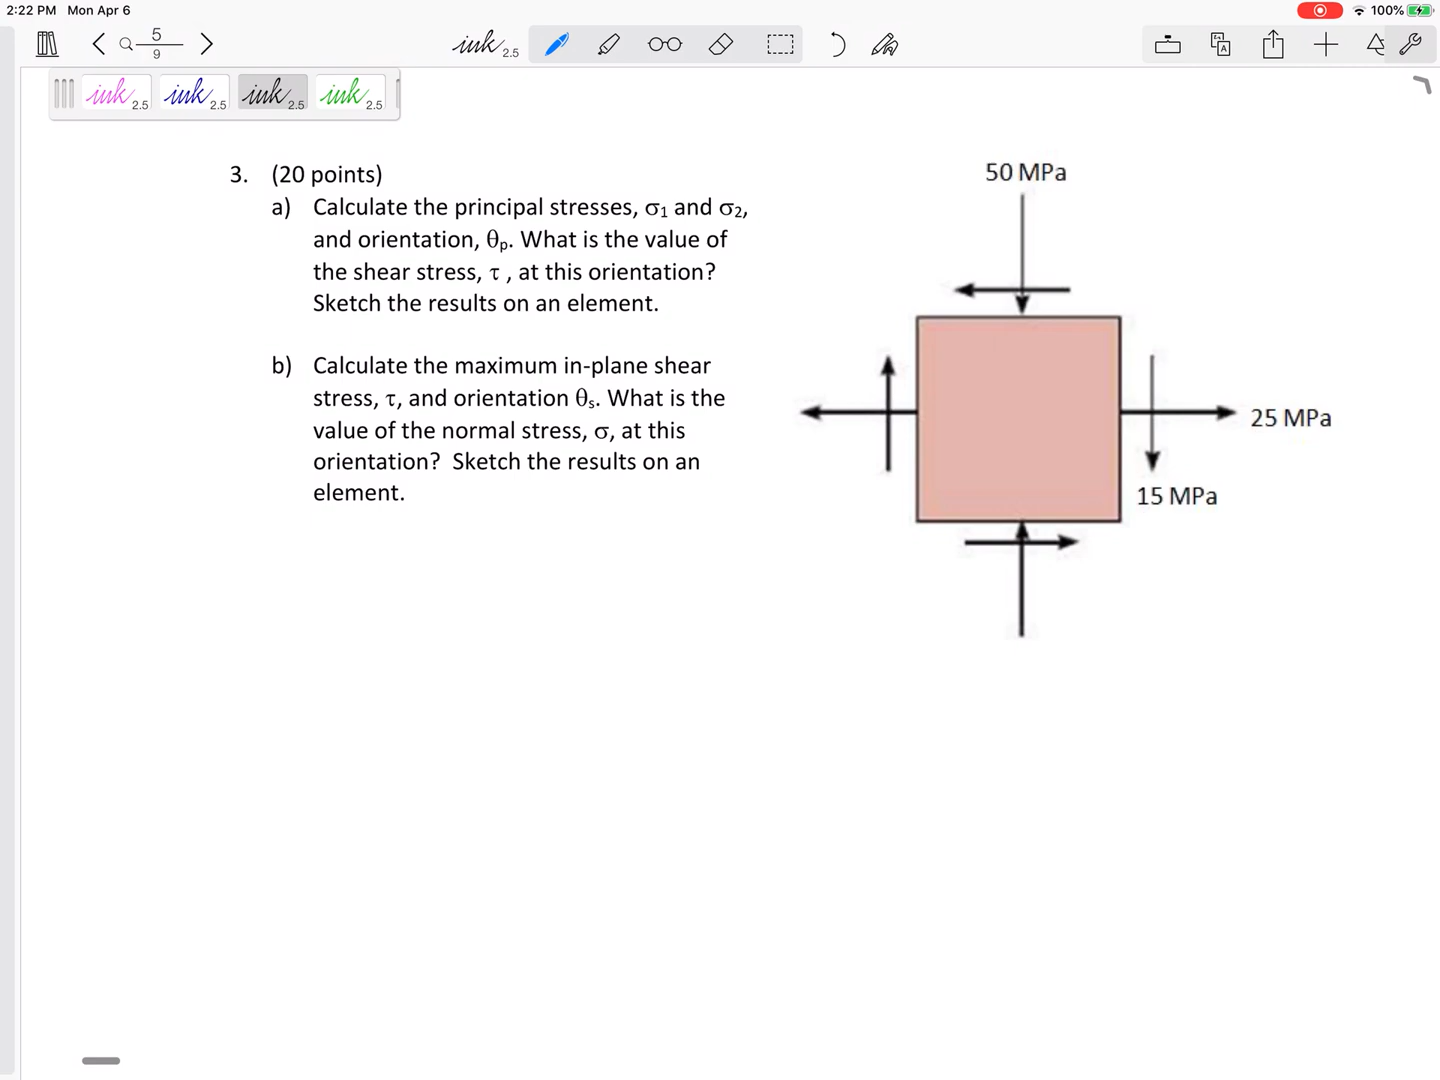 2:22 PM Mon Apr 6
100%
5
9
ink 2.5
ink 2.5
ink 2.5
ink 2.5
ink 2.5
3. (20 points)
a) Calculate the principal stresses, σ1 and σ2,
and orientation, θp. What is the value of
the shear stress, τ , at this orientation?
Sketch the results on an element.
b) Calculate the maximum in-plane shear
stress, τ, and orientation θs. What is the
value of the normal stress, σ, at this
orientation? Sketch the results on an
element.
50 MPa
25 MPa
15 MPa